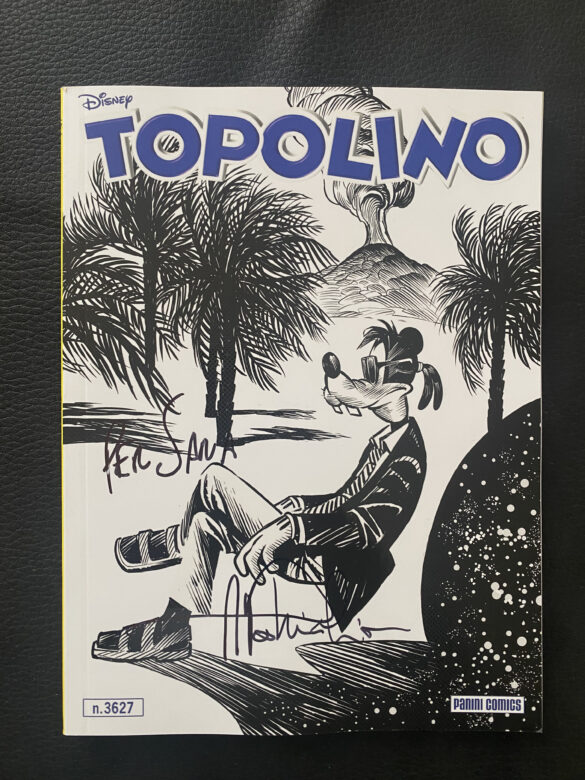 Disney
TOPOLINO
PER SARA
n.3627
PANINI COMICS